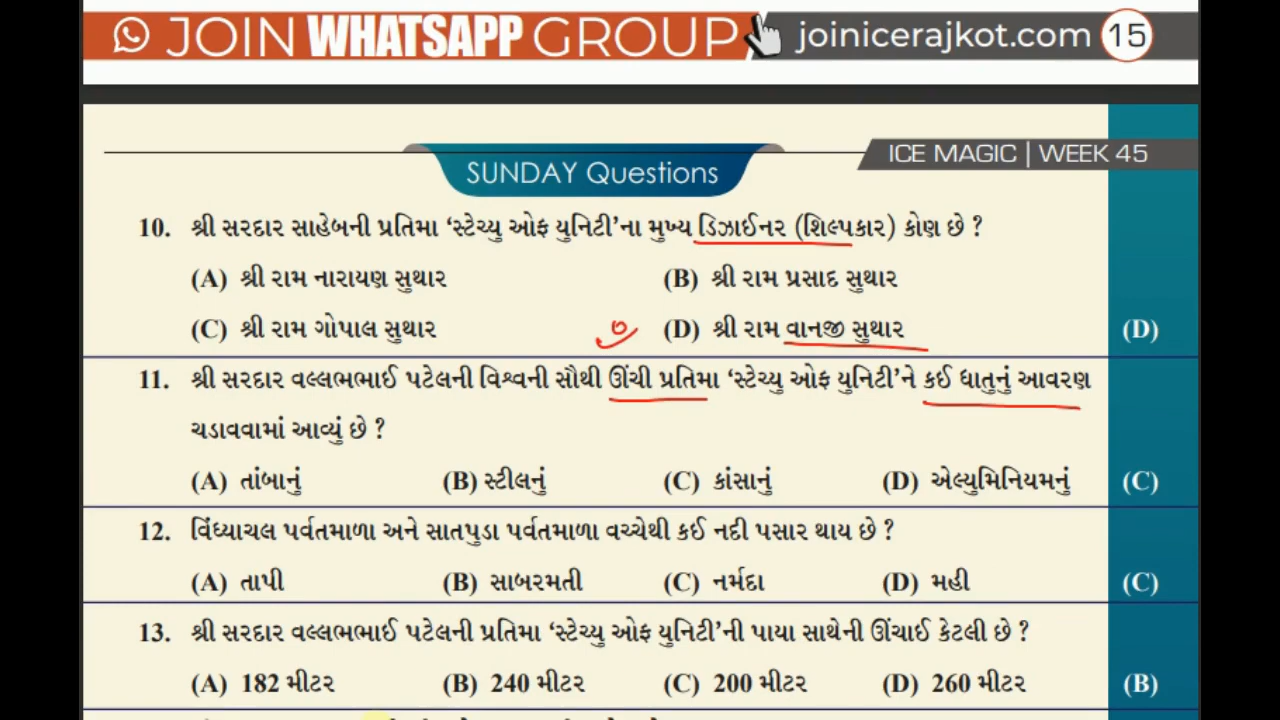 JOIN WHATSAPP GROUP joinicerajkot.com 15
ICE MAGIC | WEEK 45
SUNDAY Questions
10. શ્રી સરદાર સાહેબની પ્રતિમા ‘સ્ટેચ્યુ ઓફ યુનિટી’ના મુખ્ય ડિઝાઈનર (શિલ્પકાર) કોણ છે ?
(A) શ્રી રામ નારાયણ સુથાર (B) શ્રી રામ પ્રસાદ સુથાર
(C) શ્રી રામ ગોપાલ સુથાર (D) શ્રી રામ વાનજી સુથાર (D)
11. શ્રી સરદાર વલ્લભભાઈ પટેલની વિશ્વની સૌથી ઊંચી પ્રતિમા ‘સ્ટેચ્યુ ઓફ યુનિટી’ને કઈ ધાતુનું આવરણ
ચડાવવામાં આવ્યું છે ?
(A) તાંબાનું (B) સ્ટીલનું (C) કાંસાનું (D) એલ્યુમિનિયમનું (C)
12. વિંધ્યાચલ પર્વતમાળા અને સાતપુડા પર્વતમાળા વચ્ચેથી કઈ નદી પસાર થાય છે ?
(A) તાપી (B) સાબરમતી (C) નર્મદા (D) મહી (C)
13. શ્રી સરદાર વલ્લભભાઈ પટેલની પ્રતિમા ‘સ્ટેચ્યુ ઓફ યુનિટી’ની પાયા સાથેની ઊંચાઈ કેટલી છે ?
(A) 182 મીટર (B) 240 મીટર (C) 200 મીટર (D) 260 મીટર (B)